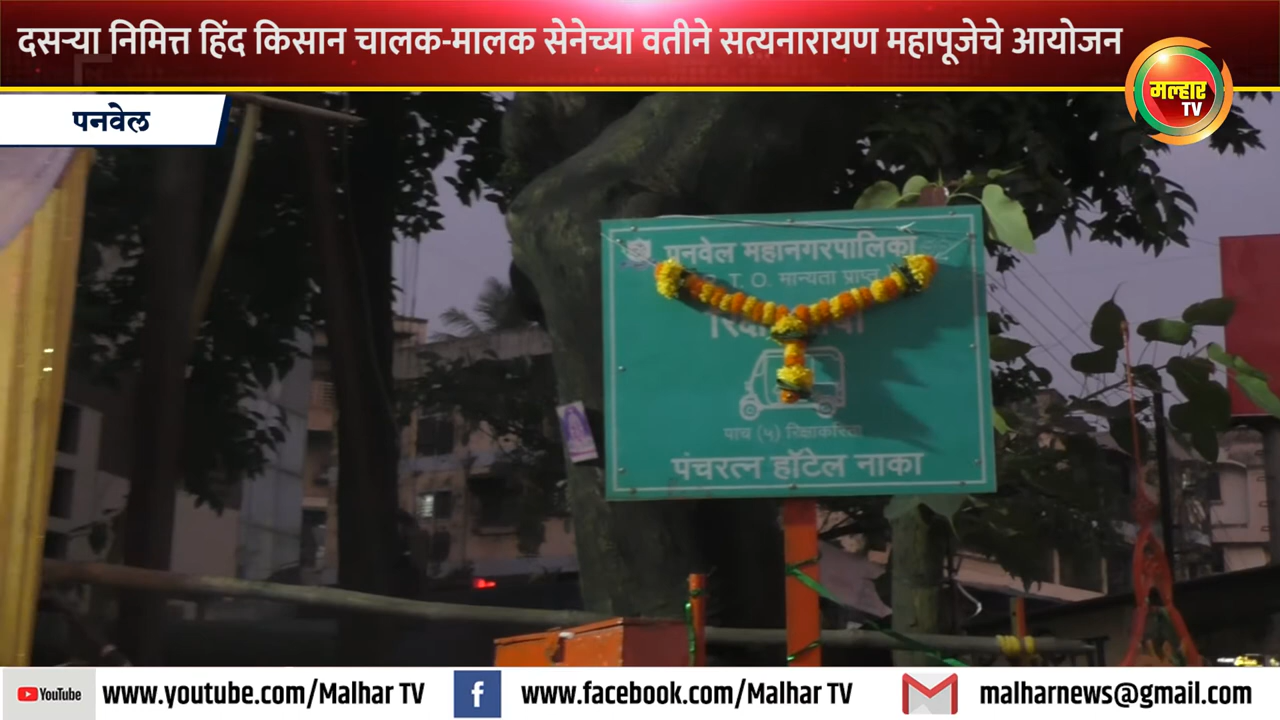 दसऱ्या निमित्त हिंद किसान चालक-मालक सेनेच्या वतीने सत्यनारायण महापूजेचे आयोजन
मल्हार
TV
पनवेल
पनवेल महानगरपालिका
T. O. मान्यता प्राप्त
पाच (५) रिक्षाकरिता
पंचरत्न हॉटेल नाका
YouTube www.youtube.com/Malhar TV
f www.facebook.com/Malhar TV
malharnews@gmail.com